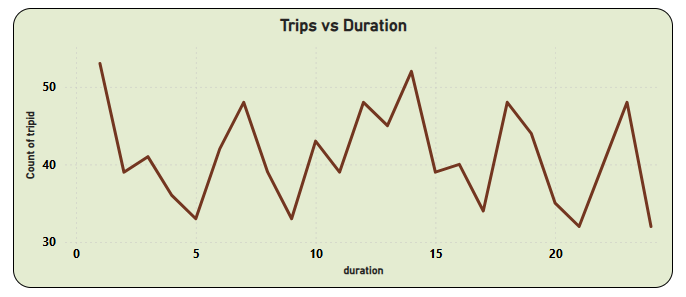 Trips vs Duration
Count of tripid
50
40
30
0 5 10 15 20
duration